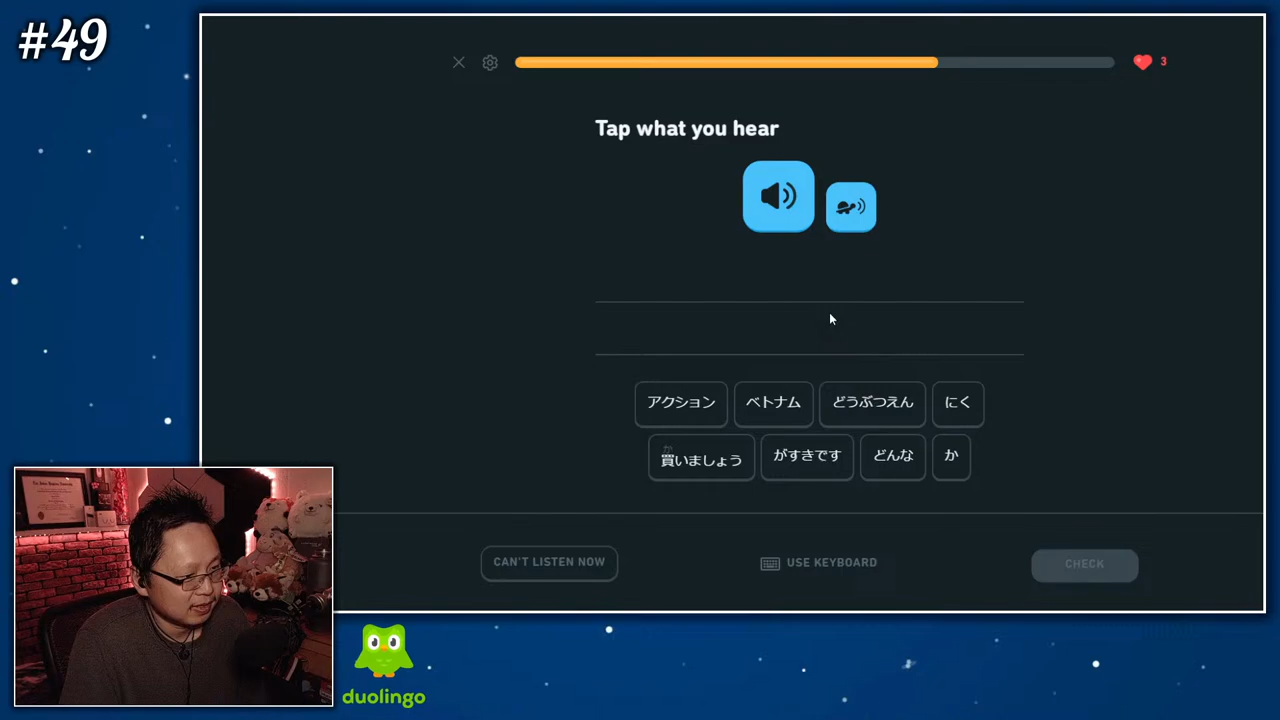 #49
3
Tap what you hear
アクション ベトナム どうぶつえん にく
買いましょう がすきです どんな か
CAN'T LISTEN NOW USE KEYBOARD CHECK
duolingo